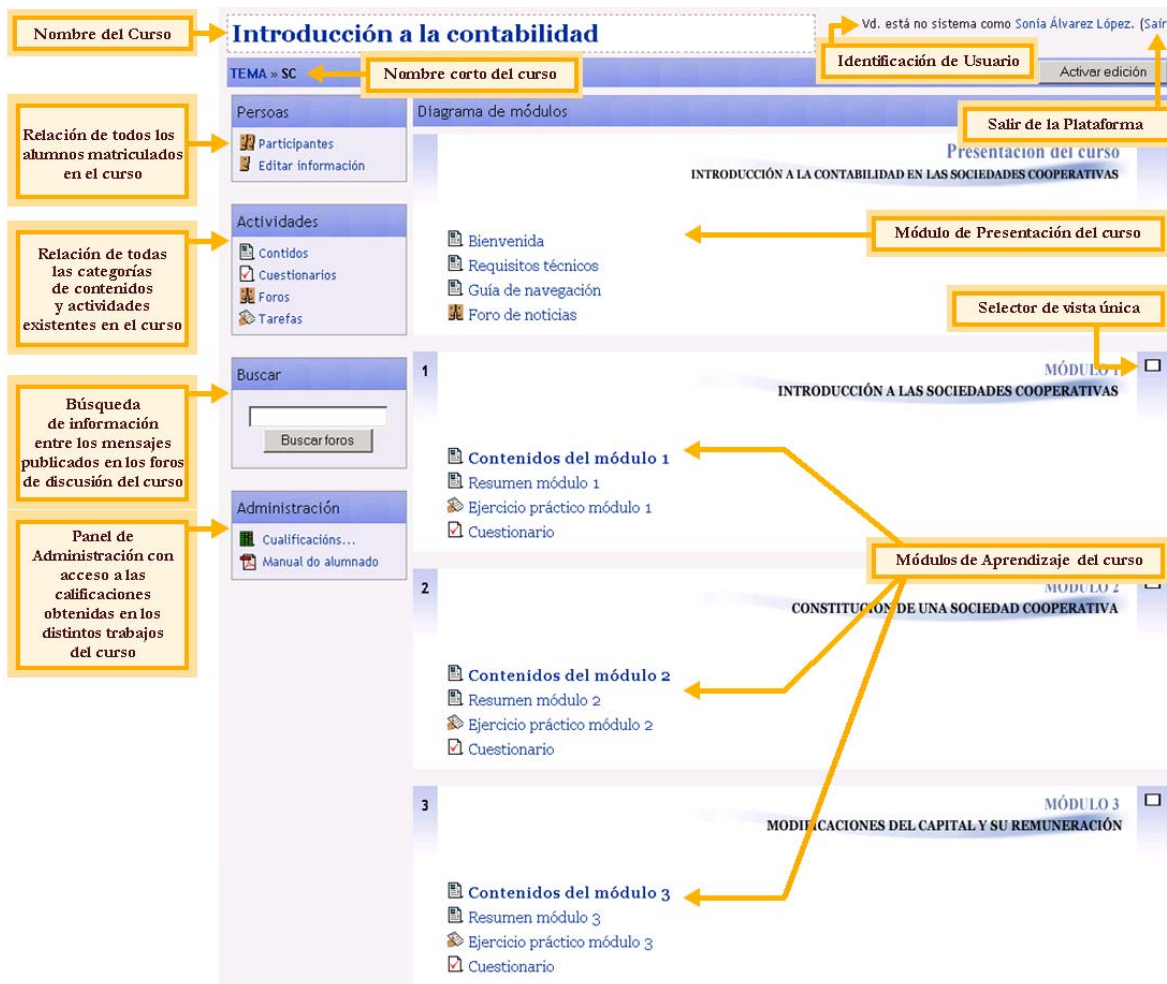 Nombre del Curso
Introducción a la contabilidad
Vd. está no sistema como Sonia Álvarez López. (Saír
Identificación de Usuario
TEMA » SC
Nombre corto del curso
Activar edición
Salir de la Plataforma
Relación de todos los
alumnos matriculados
en el curso
Persoas
Participantes
Editar información
Diagrama de módulos
Presentación del curso
INTRODUCCIÓN A LA CONTABILIDAD EN LAS SOCIEDADES COOPERATIVAS
Relación de todas
las categorías
de contenidos
y actividades
existentes en el curso
Actividades
Contidos
Cuestionarios
Foros
Tarefas
Bienvenida
Requisitos técnicos
Guía de navegación
Foro de noticias
Módulo de Presentación del curso
Selector de vista única
Búsqueda
de información
entre los mensajes
publicados en los foros
de discusión del curso
Buscar
Buscar foros
1
MÓDULO 1
INTRODUCCIÓN A LAS SOCIEDADES COOPERATIVAS
Contenidos del módulo 1
Resumen módulo 1
Ejercicio práctico módulo 1
Cuestionario
Panel de
Administración con
acceso a las
calificaciones
obtenidas en los
distintos trabajos
del curso
Administración
Cualificacións...
Manual do alumnado
Módulos de Aprendizaje del curso
2
MÓDULO 2
CONSTITUCIÓN DE UNA SOCIEDAD COOPERATIVA
Contenidos del módulo 2
Resumen módulo 2
Ejercicio práctico módulo 2
Cuestionario
3
MÓDULO 3
MODIFICACIONES DEL CAPITAL Y SU REMUNERACIÓN
Contenidos del módulo 3
Resumen módulo 3
Ejercicio práctico módulo 3
Cuestionario